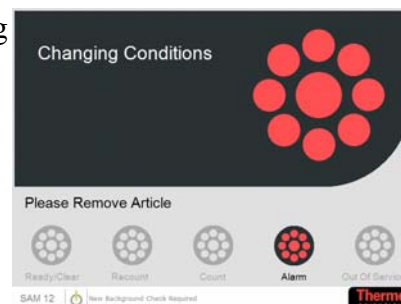 g
Changing Conditions
Please Remove Article
Ready/Clear Recount Count Alarm Out Of Service
SAM 12 New Background Check Required Thermo